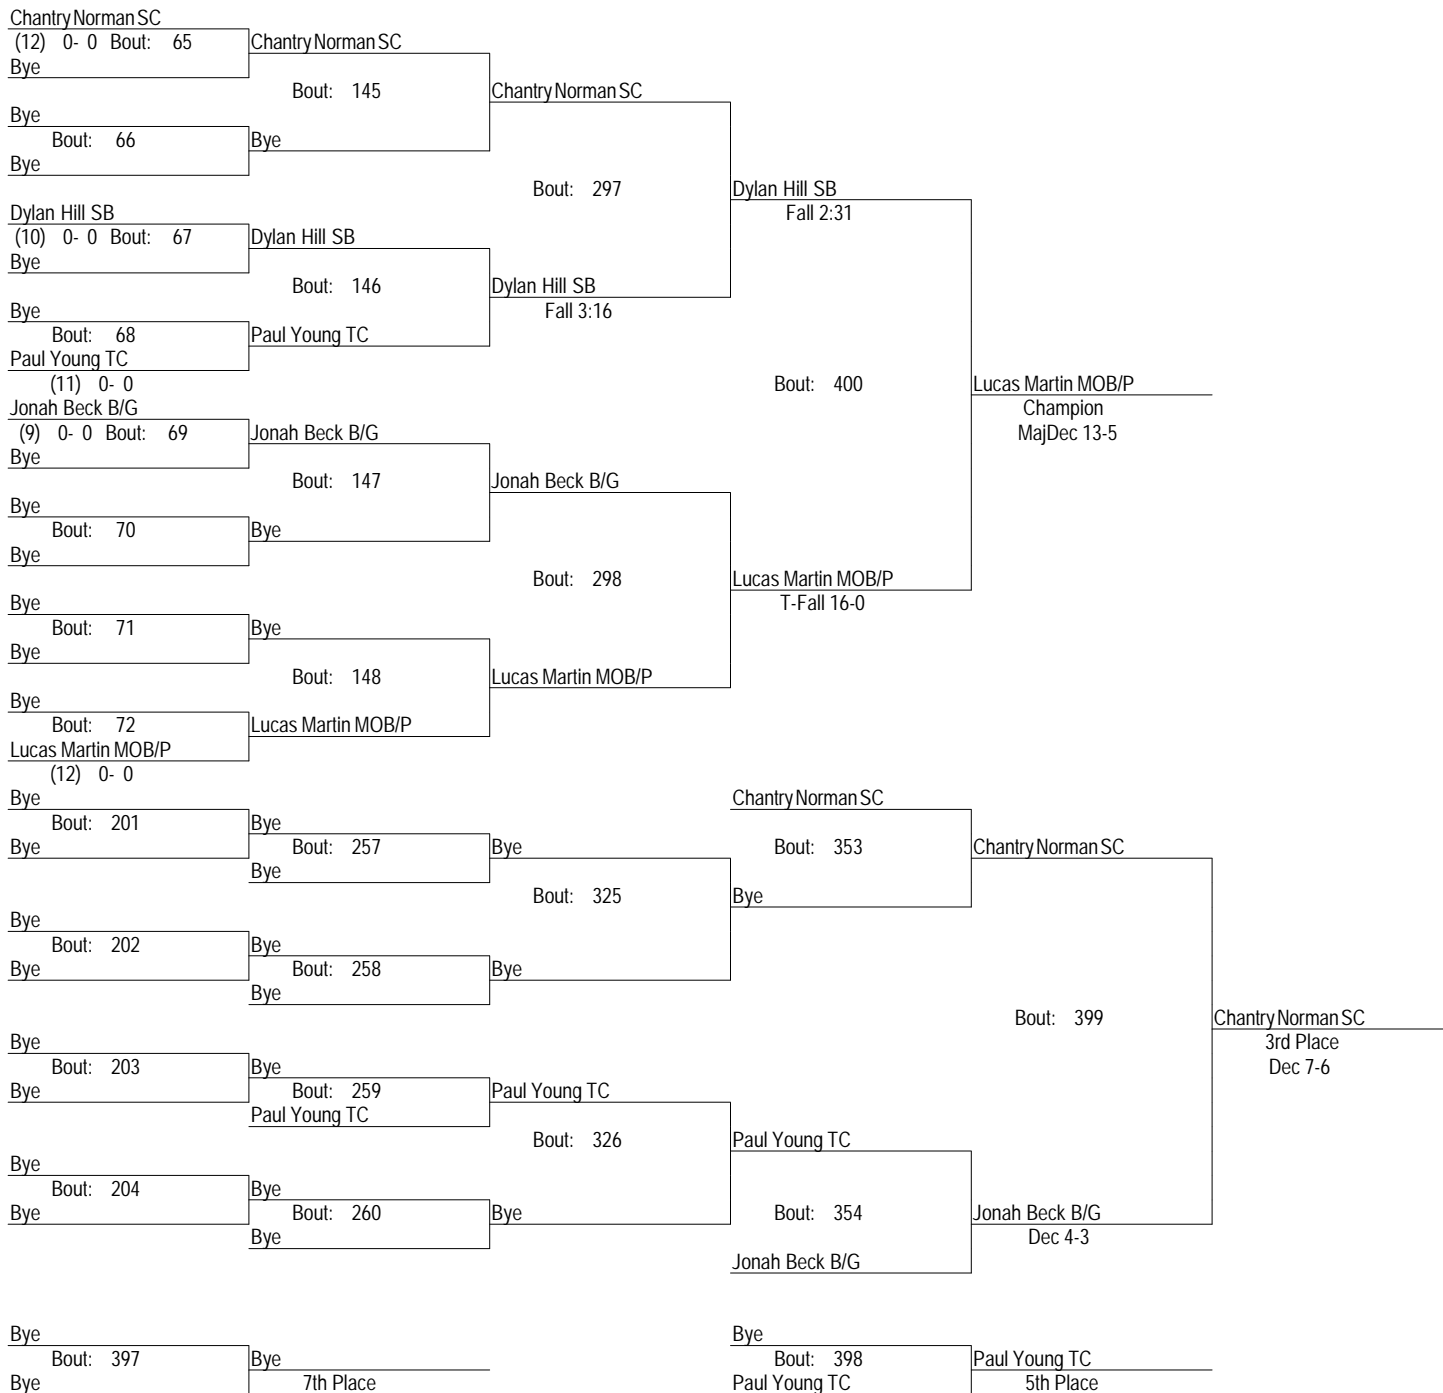 Chantry Norman SC
(12) 0- 0 Bout: 65
Chantry Norman SC
Bye
Bout: 145
Chantry Norman SC
Bye
Bout: 66
Bye
Bye
Bout: 297
Dylan Hill SB
Fall 2:31
Dylan Hill SB
(10) 0- 0 Bout: 67
Dylan Hill SB
Bye
Bout: 146
Dylan Hill SB
Fall 3:16
Bye
Bout: 68
Paul Young TC
Paul Young TC
(11) 0- 0
Bout: 400
Lucas Martin MOB/P
Champion
MajDec 13-5
Jonah Beck B/G
(9) 0- 0 Bout: 69
Jonah Beck B/G
Bye
Bout: 147
Jonah Beck B/G
Bye
Bout: 70
Bye
Bye
Bout: 298
Lucas Martin MOB/P
T-Fall 16-0
Bye
Bout: 71
Bye
Bye
Bout: 148
Lucas Martin MOB/P
Bye
Bout: 72
Lucas Martin MOB/P
Lucas Martin MOB/P
(12) 0- 0
Bye
Bout: 201
Bye
Bye
Bout: 257
Bye
Bye
Chantry Norman SC
Bout: 353
Chantry Norman SC
Bout: 325
Bye
Bye
Bout: 202
Bye
Bye
Bout: 258
Bye
Bye
Bout: 399
Chantry Norman SC
3rd Place
Dec 7-6
Bye
Bout: 203
Bye
Bye
Bout: 259
Paul Young TC
Paul Young TC
Bout: 326
Paul Young TC
Bye
Bout: 204
Bye
Bye
Bout: 260
Bye
Bye
Bout: 354
Jonah Beck B/G
Dec 4-3
Jonah Beck B/G
Bye
Bout: 397
Bye
Bye
7th Place
Bye
Bout: 398
Paul Young TC
Paul Young TC
5th Place